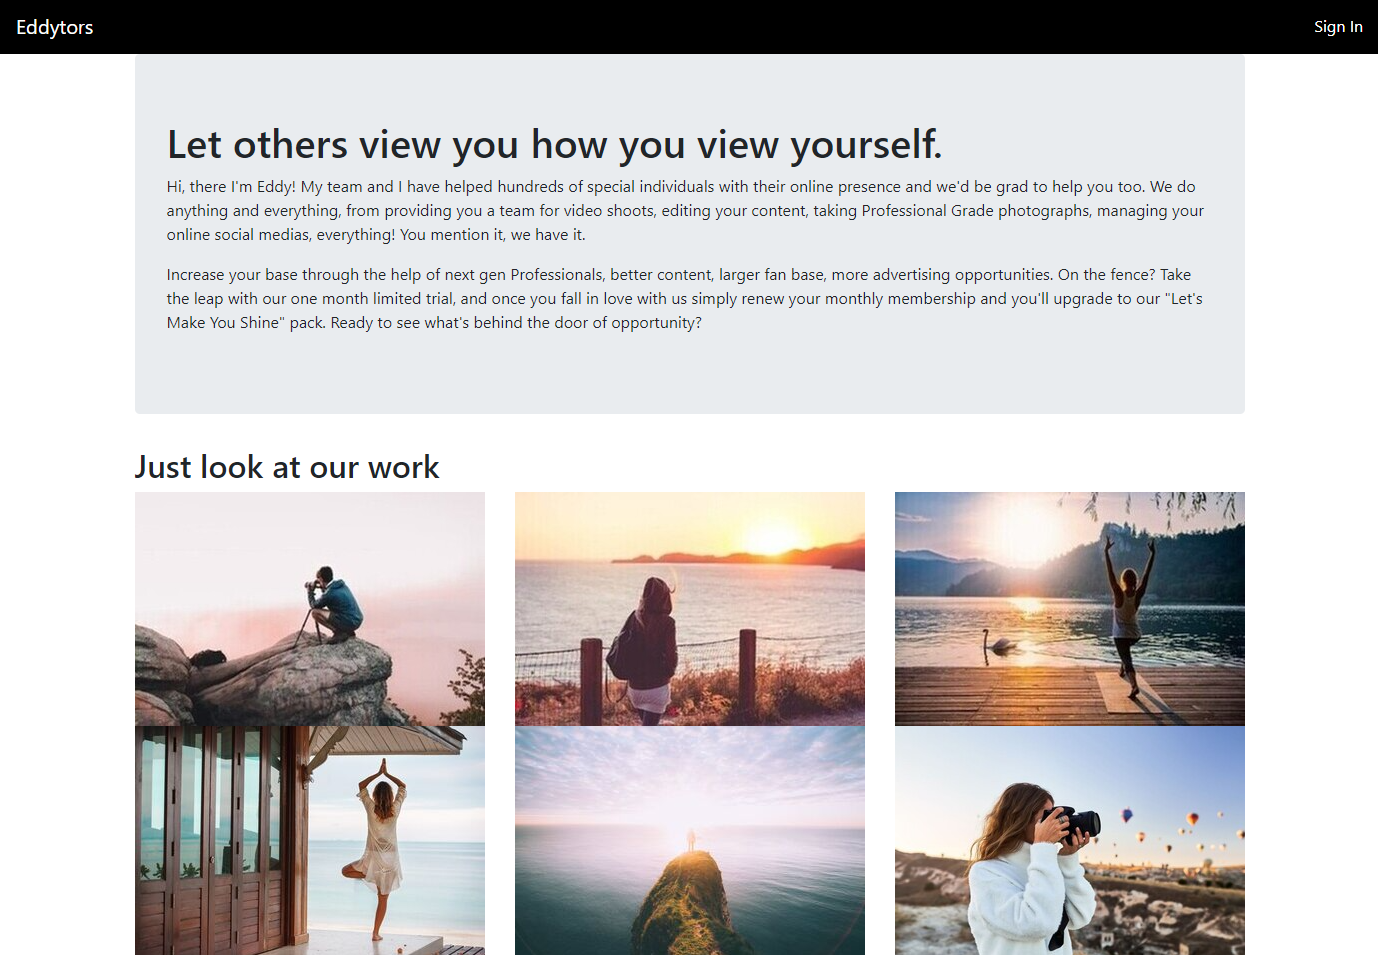 Eddytors
Sign In
Let others view you how you view yourself.
Hi, there I'm Eddy! My team and I have helped hundreds of special individuals with their online presence and we'd be grad to help you too. We do
anything and everything, from providing you a team for video shoots, editing your content, taking Professional Grade photographs, managing your
online social medias, everything! You mention it, we have it.
Increase your base through the help of next gen Professionals, better content, larger fan base, more advertising opportunities. On the fence? Take
the leap with our one month limited trial, and once you fall in love with us simply renew your monthly membership and you'll upgrade to our "Let's
Make You Shine" pack. Ready to see what's behind the door of opportunity?
Just look at our work